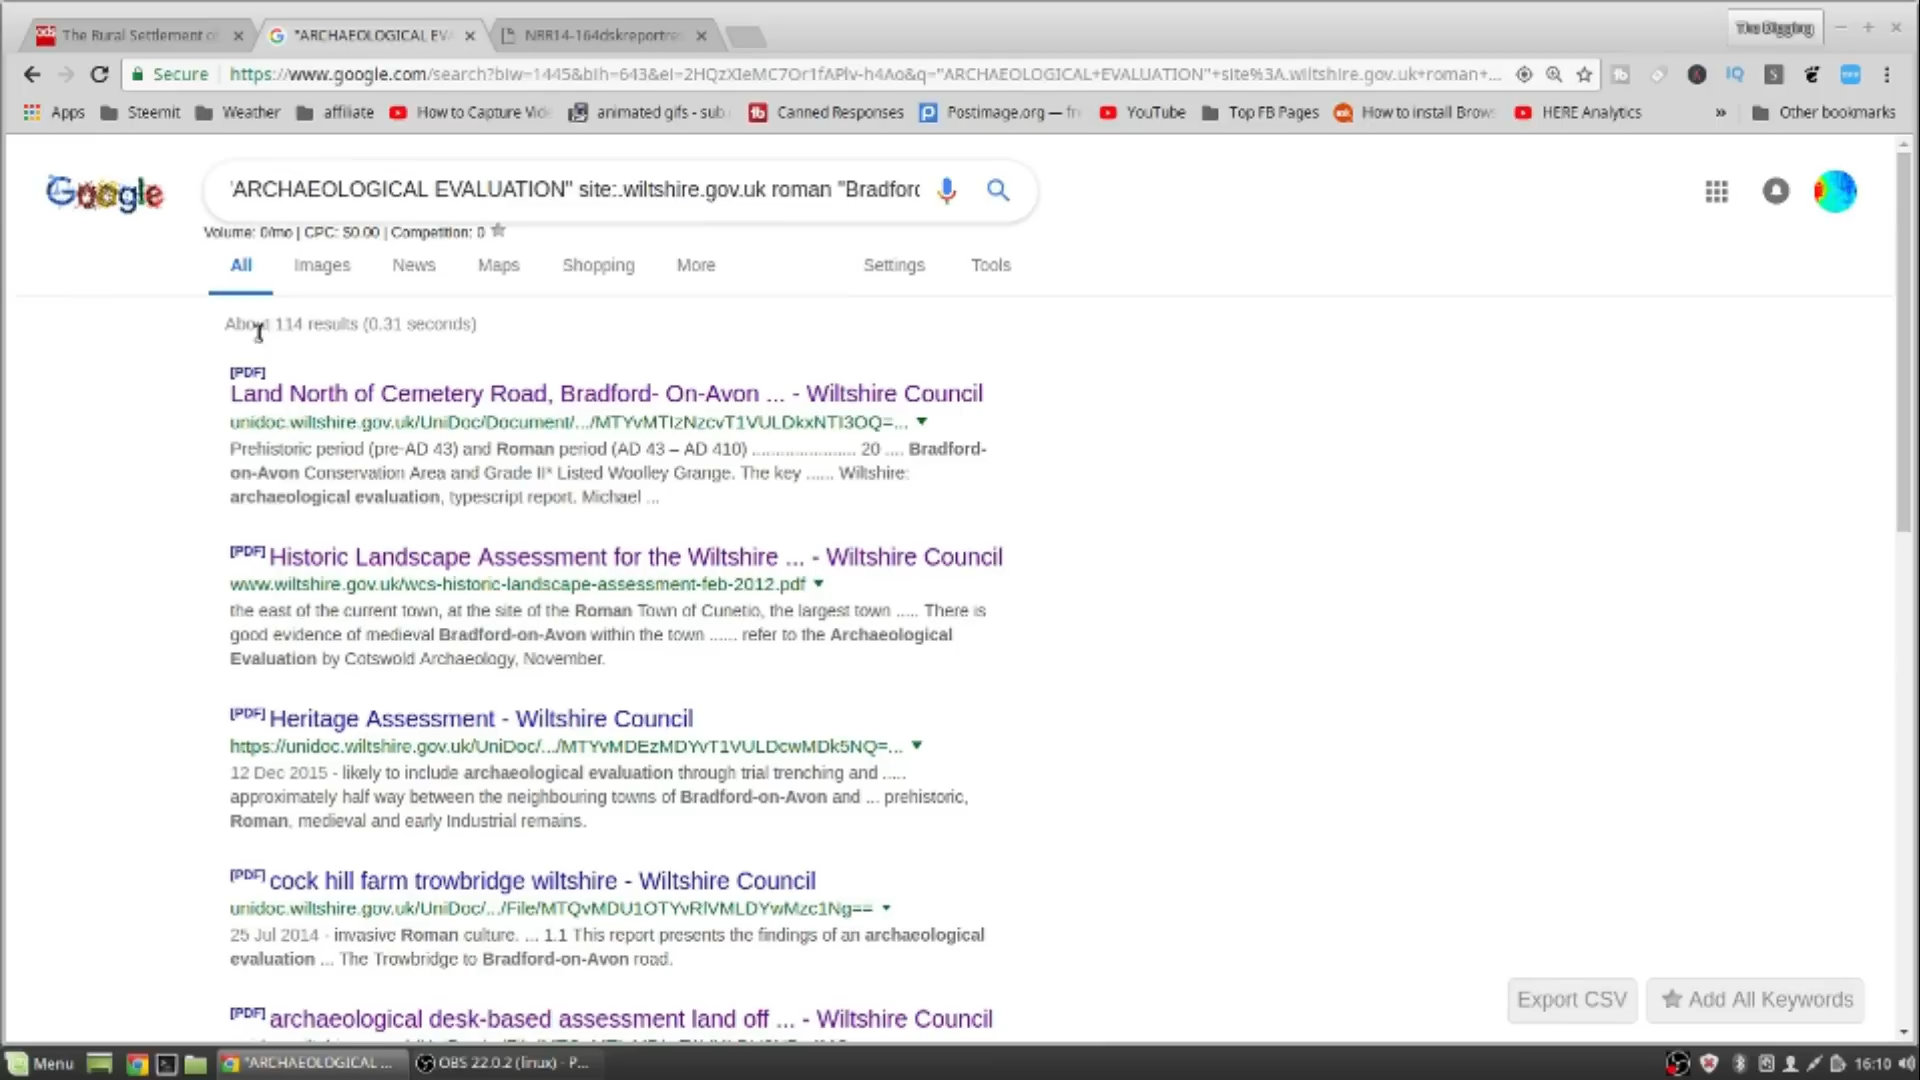 The Rural Settlement of
"ARCHAEOLOGICAL EV
NBR14-164dskreportre
The Digging
Secure
https://www.google.com/search?biw=1445&bih=643&ei=2HQzXIeMC7Or1fAPlv-h4Ao&q="ARCHAEOLOGICAL+EVALUATION"+site%3A.wiltshire.gov.uk+roman+...
Apps
Steemit
Weather
affiliate
How to Capture Vid
animated gifs - sub
Canned Responses
Postimage.org — fr
YouTube
Top FB Pages
How to install Brows
HERE Analytics
»
Other bookmarks
Google
'ARCHAEOLOGICAL EVALUATION" site:.wiltshire.gov.uk roman "Bradford
Volume: 0/mo | CPC: $0.00 | Competition: 0
All
Images
News
Maps
Shopping
More
Settings
Tools
About 114 results (0.31 seconds)
[PDF]
Land North of Cemetery Road, Bradford- On-Avon ... - Wiltshire Council
unidoc.wiltshire.gov.uk/UniDoc/Document/.../MTYvMTIzNzcvT1VULDkxNTI3OQ=...
Prehistoric period (pre-AD 43) and Roman period (AD 43 – AD 410) ...................... 20 .... Bradford-
on-Avon Conservation Area and Grade II* Listed Woolley Grange. The key ...... Wiltshire:
archaeological evaluation, typescript report. Michael ...
[PDF] Historic Landscape Assessment for the Wiltshire ... - Wiltshire Council
www.wiltshire.gov.uk/wcs-historic-landscape-assessment-feb-2012.pdf
the east of the current town, at the site of the Roman Town of Cunetio, the largest town ..... There is
good evidence of medieval Bradford-on-Avon within the town ...... refer to the Archaeological
Evaluation by Cotswold Archaeology, November.
[PDF] Heritage Assessment - Wiltshire Council
https://unidoc.wiltshire.gov.uk/UniDoc/.../MTYvMDEzMDYvT1VULDcwMDk5NQ=...
12 Dec 2015 - likely to include archaeological evaluation through trial trenching and .....
approximately half way between the neighbouring towns of Bradford-on-Avon and ... prehistoric,
Roman, medieval and early Industrial remains.
[PDF] cock hill farm trowbridge wiltshire - Wiltshire Council
unidoc.wiltshire.gov.uk/UniDoc/.../File/MTQvMDU1OTYvRlVMLDYwMzc1Ng==
25 Jul 2014 - invasive Roman culture. ... 1.1 This report presents the findings of an archaeological
evaluation ... The Trowbridge to Bradford-on-Avon road.
[PDF] archaeological desk-based assessment land off ... - Wiltshire Council
Export CSV
Add All Keywords
Menu
"ARCHAEOLOGICAL ...
OBS 22.0.2 (linux) - P...
16:10